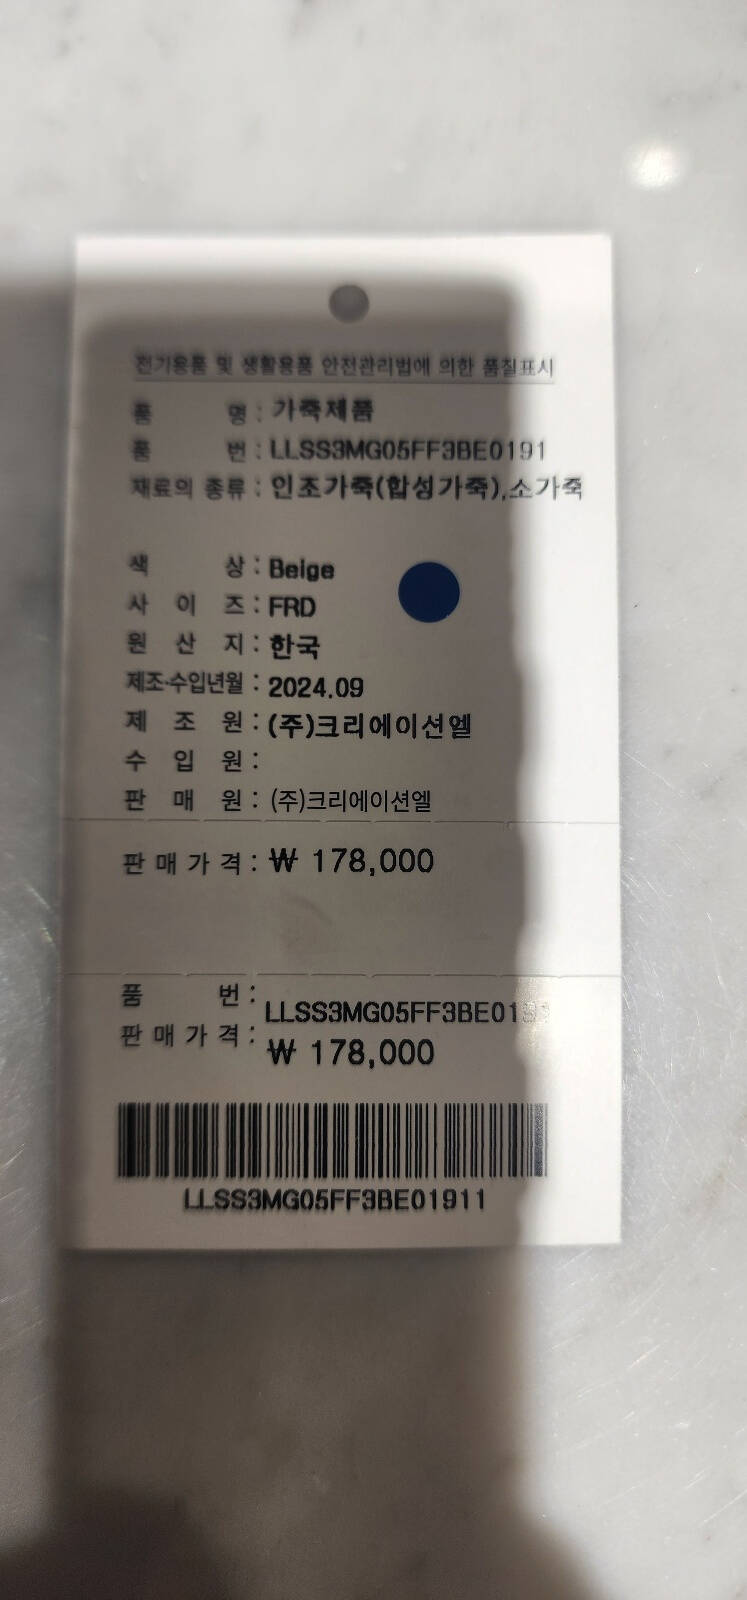 전기용품 및 생활용품 안전관리법에 의한 품질표시
품 명 : 가죽제품
품 번 : LLSS3MG05FF3BE0191
재료의 종류 : 인조가죽(합성가죽),소가죽
색 상 : Beige
사 이 즈 : FRD
원 산 지 : 한국
제조·수입년월 : 2024.09
제 조 원 : (주)크리에이션엘
수 입 원 :
판 매 원 : (주)크리에이션엘
판 매 가 격 : ₩ 178,000
품 번 : LLSS3MG05FF3BE0191
판 매 가 격 : ₩ 178,000
LLSS3MG05FF3BE01911